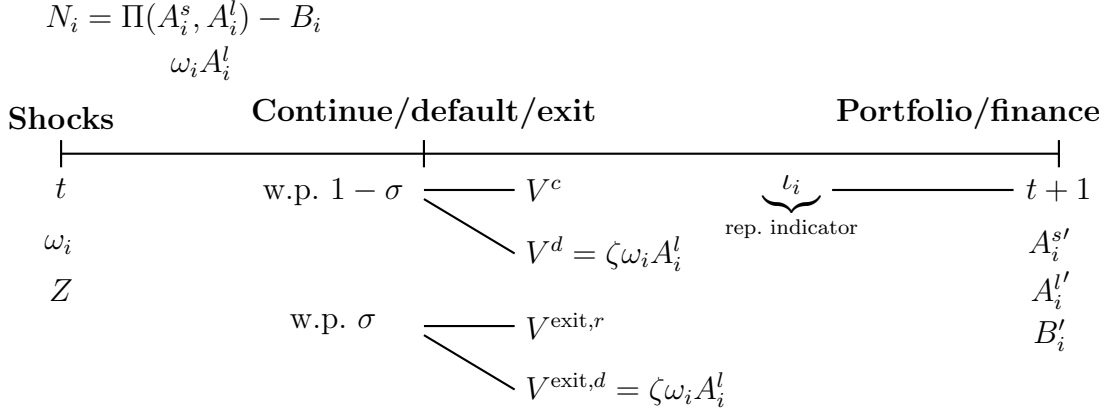 N_i = Π(A_i^s, A_i^l) − B_i
ω_i A_i^l
Shocks Continue/default/exit Portfolio/finance
t w.p. 1 − σ V^c ι_i t + 1
rep. indicator
ω_i V^d = ζω_i A_i^l A_i^{s′}
Z A_i^{l′}
w.p. σ V^{exit,r} B_i′
V^{exit,d} = ζω_i A_i^l